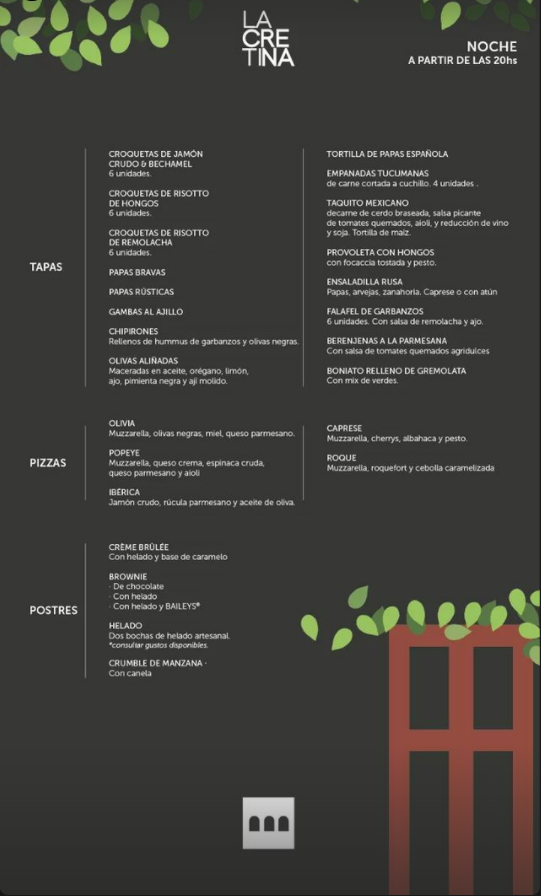 LA
CRE
TINA
NOCHE
A PARTIR DE LAS 20hs
TAPAS
CROQUETAS DE JAMÓN
CRUDO & BECHAMEL
6 unidades.
CROQUETAS DE RISOTTO
DE HONGOS
6 unidades.
CROQUETAS DE RISOTTO
DE REMOLACHA
6 unidades.
PAPAS BRAVAS
PAPAS RÚSTICAS
GAMBAS AL AJILLO
CHIPIRONES
Rellenos de hummus de garbanzos y olivas negras.
OLIVAS ALIÑADAS
Maceradas en aceite, orégano, limón,
ajo, pimienta negra y ají molido.
TORTILLA DE PAPAS ESPAÑOLA
EMPANADAS TUCUMANAS
de carne cortada a cuchillo. 4 unidades .
TAQUITO MEXICANO
decarne de cerdo braseada, salsa picante
de tomates quemados, aioli, y reducción de vino
y soja. Tortilla de maíz.
PROVOLETA CON HONGOS
con focaccia tostada y pesto.
ENSALADILLA RUSA
Papas, arvejas, zanahoria. Caprese o con atún
FALAFEL DE GARBANZOS
6 unidades. Con salsa de remolacha y ajo.
BERENJENAS A LA PARMESANA
Con salsa de tomates quemados agridulces
BONIATO RELLENO DE GREMOLATA
Con mix de verdes.
PIZZAS
OLIVIA
Muzzarella, olivas negras, miel, queso parmesano.
POPEYE
Muzzarella, queso crema, espinaca cruda,
queso parmesano y aioli
IBÉRICA
Jamón crudo, rúcula parmesano y aceite de oliva.
CAPRESE
Muzzarella, cherrys, albahaca y pesto.
ROQUE
Muzzarella, roquefort y cebolla caramelizada
POSTRES
CRÈME BRÛLÉE
Con helado y base de caramelo
BROWNIE
· De chocolate
· Con helado
· Con helado y BAILEYS®
HELADO
Dos bochas de helado artesanal.
*consultar gustos disponibles.
CRUMBLE DE MANZANA ·
Con canela